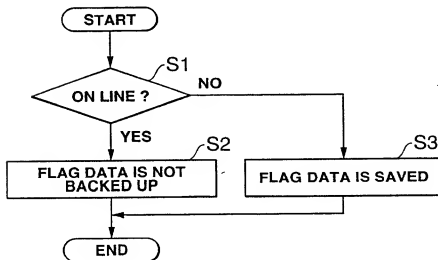 START
S1
ON LINE ?
NO
YES
S2
S3
FLAG DATA IS NOT
BACKED UP
FLAG DATA IS SAVED
END